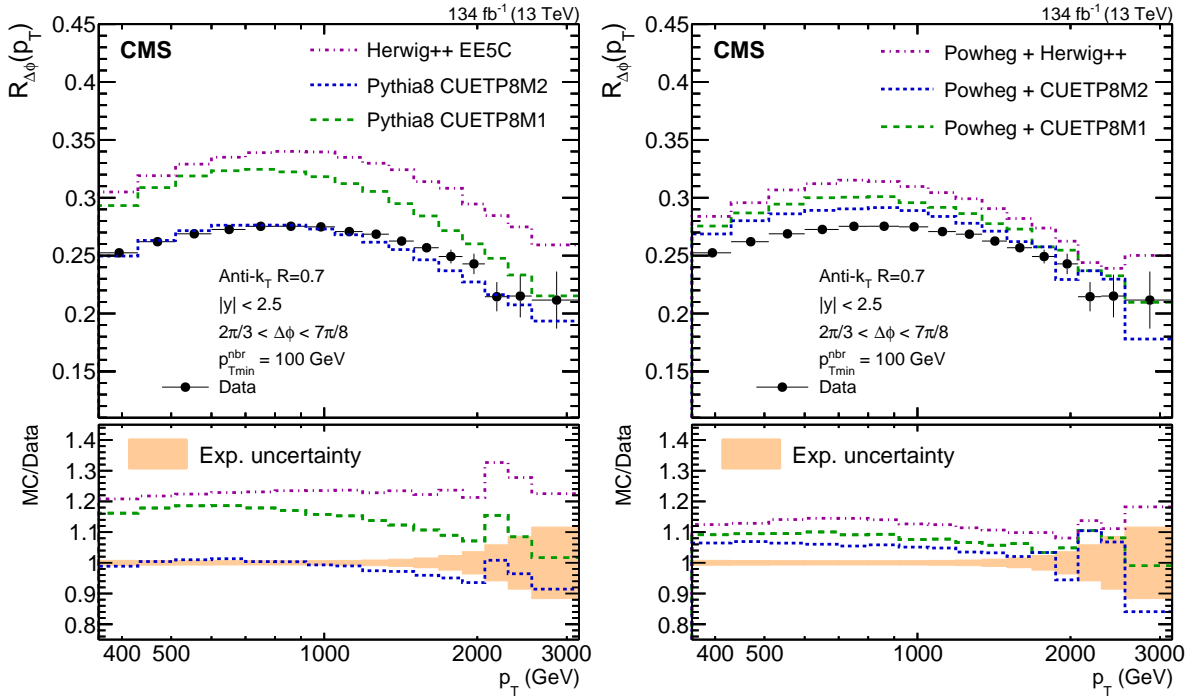 134 fb⁻¹ (13 TeV)
R_Δϕ(p_T)
0.45
0.4
0.35
0.3
0.25
0.2
0.15
CMS
Herwig++ EE5C
Pythia8 CUETP8M2
Pythia8 CUETP8M1
Anti-k_T R=0.7
|y| < 2.5
2π/3 < Δϕ < 7π/8
p_Tmin^nbr = 100 GeV
Data
MC/Data
1.4
1.3
1.2
1.1
1
0.9
0.8
Exp. uncertainty
400 500 1000 2000 3000
p_T (GeV)
134 fb⁻¹ (13 TeV)
R_Δϕ(p_T)
0.45
0.4
0.35
0.3
0.25
0.2
0.15
CMS
Powheg + Herwig++
Powheg + CUETP8M2
Powheg + CUETP8M1
Anti-k_T R=0.7
|y| < 2.5
2π/3 < Δϕ < 7π/8
p_Tmin^nbr = 100 GeV
Data
MC/Data
1.4
1.3
1.2
1.1
1
0.9
0.8
Exp. uncertainty
400 500 1000 2000 3000
p_T (GeV)